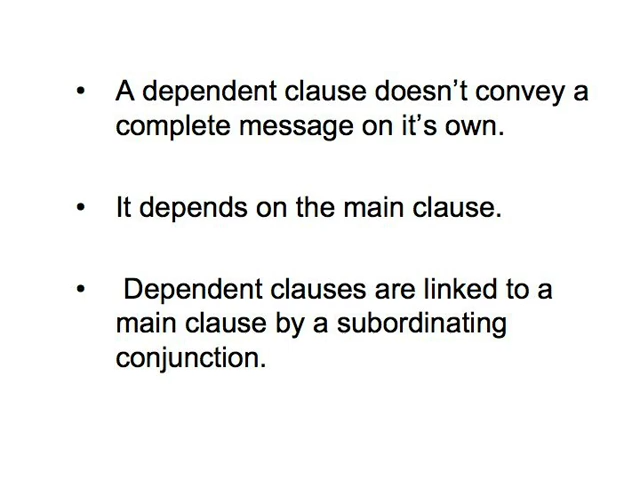 • A dependent clause doesn’t convey a
complete message on it’s own.
• It depends on the main clause.
• Dependent clauses are linked to a
main clause by a subordinating
conjunction.